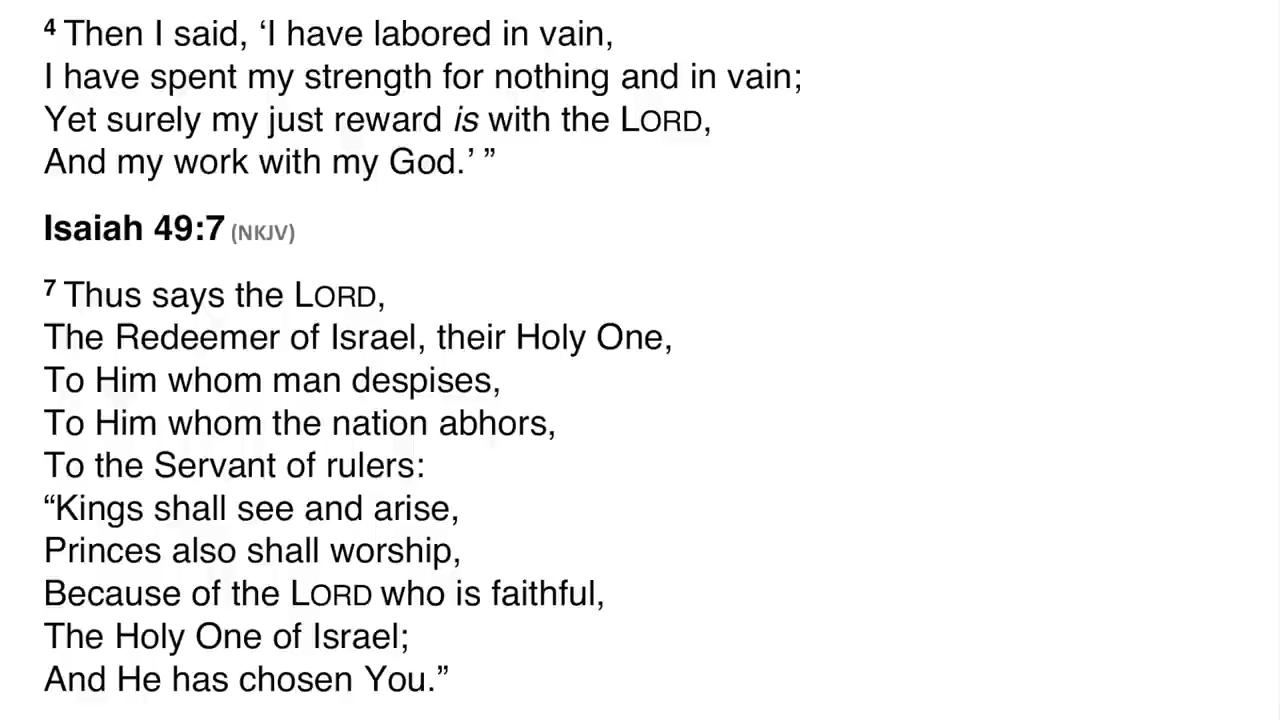 4 Then I said, ‘I have labored in vain,
I have spent my strength for nothing and in vain;
Yet surely my just reward is with the LORD,
And my work with my God.’ ”
Isaiah 49:7 (NKJV)
7 Thus says the LORD,
The Redeemer of Israel, their Holy One,
To Him whom man despises,
To Him whom the nation abhors,
To the Servant of rulers:
“Kings shall see and arise,
Princes also shall worship,
Because of the LORD who is faithful,
The Holy One of Israel;
And He has chosen You.”